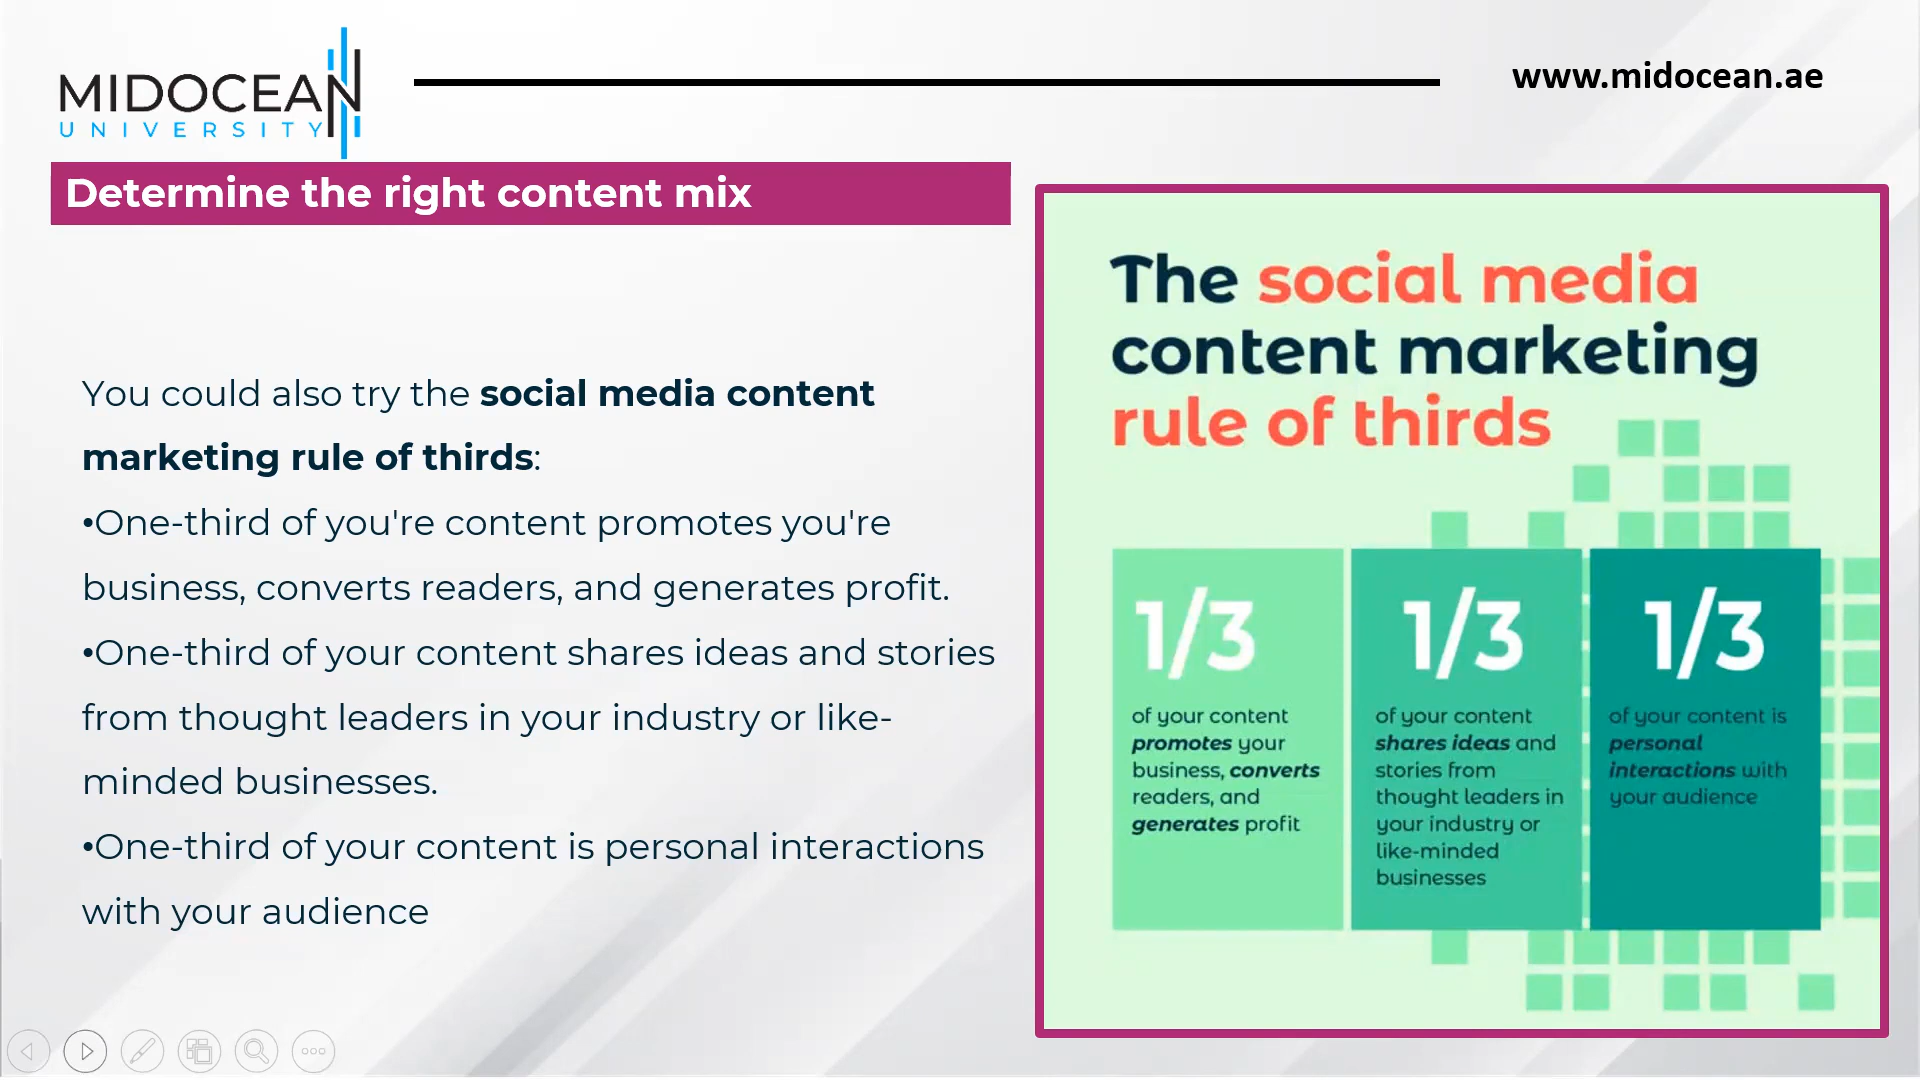 MIDOCEAN
UNIVERSITY
www.midocean.ae
Determine the right content mix
You could also try the social media content
marketing rule of thirds:
•One-third of you're content promotes you're
business, converts readers, and generates profit.
•One-third of your content shares ideas and stories
from thought leaders in your industry or like-
minded businesses.
•One-third of your content is personal interactions
with your audience
The social media
content marketing
rule of thirds
1/3
of your content
promotes your
business, converts
readers, and
generates profit
1/3
of your content
shares ideas and
stories from
thought leaders in
your industry or
like-minded
businesses
1/3
of your content is
personal
interactions with
your audience